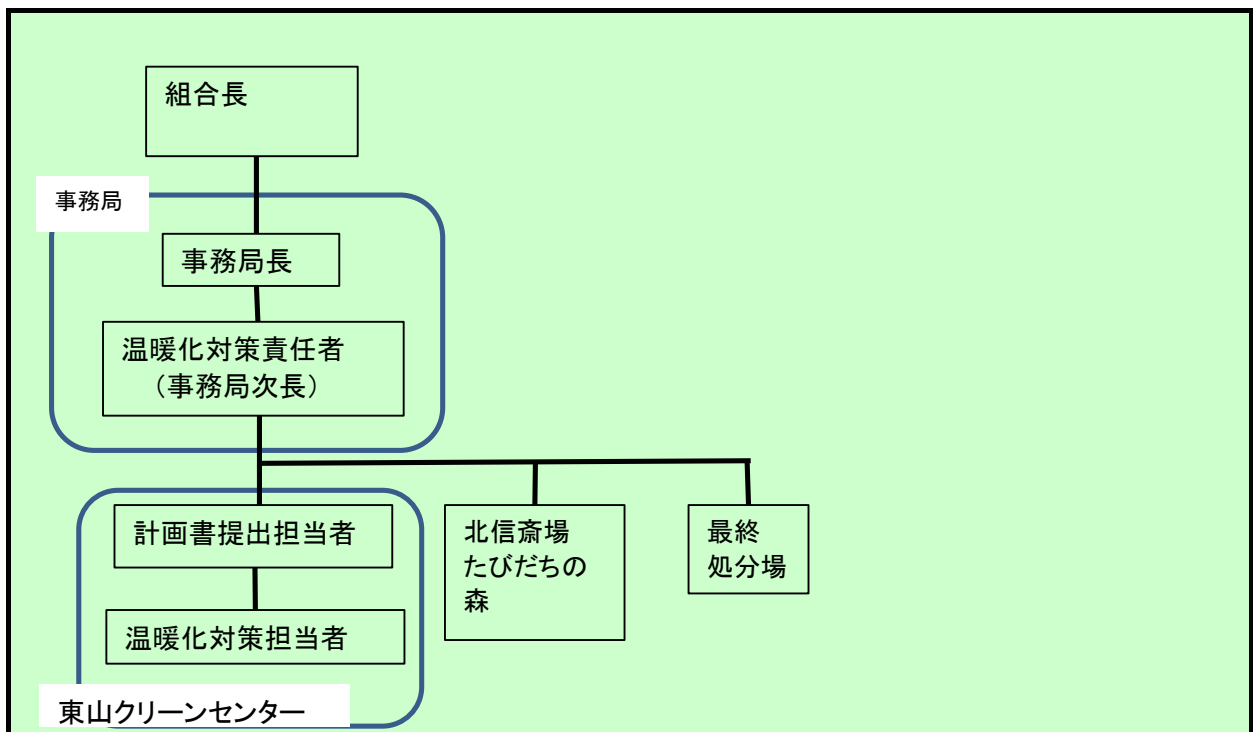 組合長
事務局
事務局長
温暖化対策責任者
（事務局次長）
計画書提出担当者
温暖化対策担当者
東山クリーンセンター
北信斎場
たびだちの
森
最終
処分場